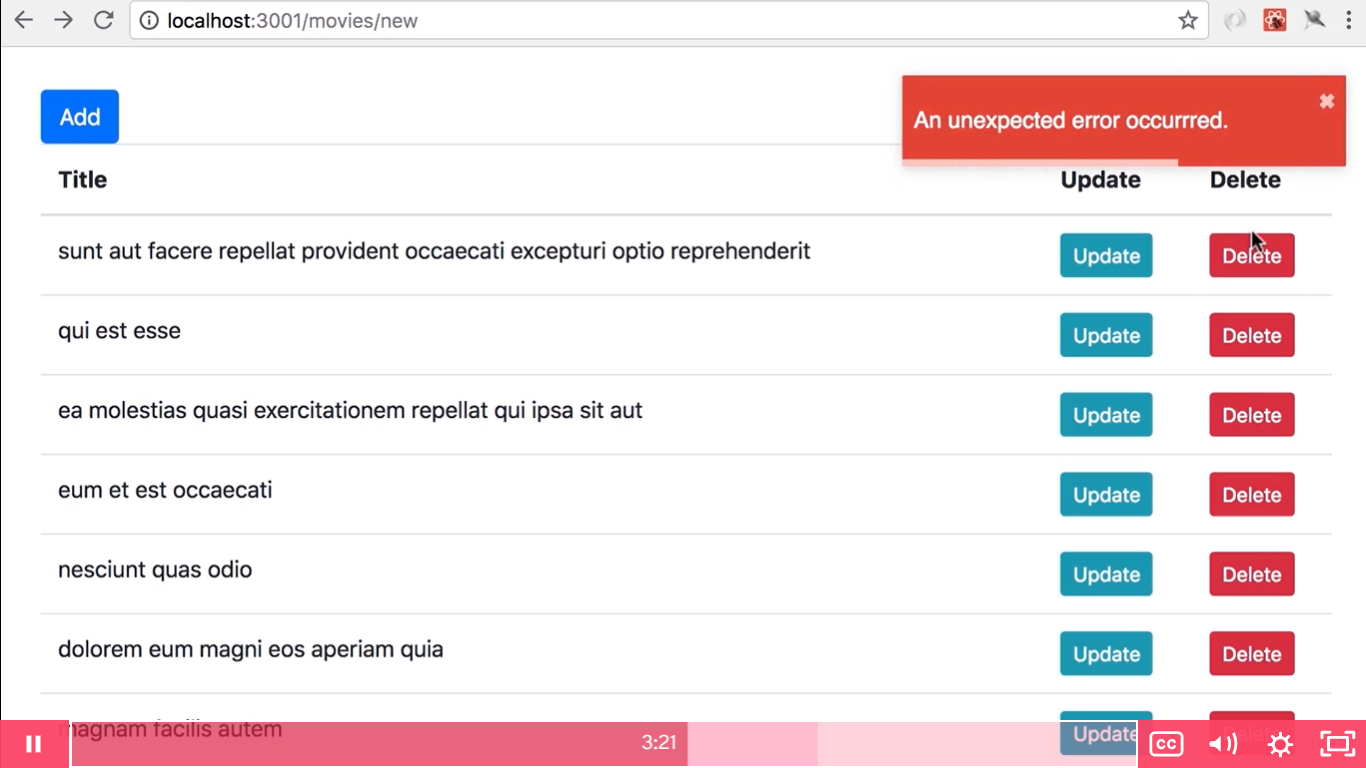 localhost:3001/movies/new
Add
An unexpected error occurrred.
Title Update Delete
sunt aut facere repellat provident occaecati excepturi optio reprehenderit Update Delete
qui est esse Update Delete
ea molestias quasi exercitationem repellat qui ipsa sit aut Update Delete
eum et est occaecati Update Delete
nesciunt quas odio Update Delete
dolorem eum magni eos aperiam quia Update Delete
magnam facilis autem Update Delete
3:21 CC